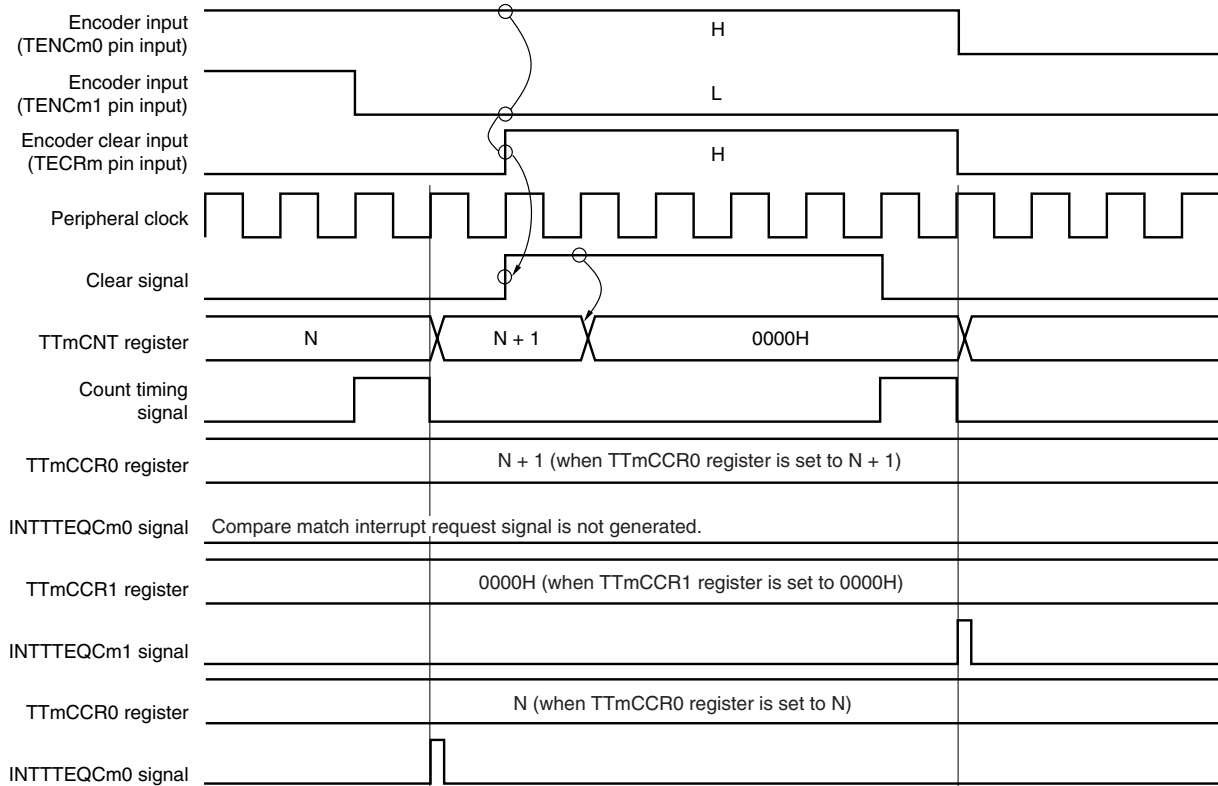 Encoder input
(TENCm0 pin input)
H
Encoder input
(TENCm1 pin input)
L
Encoder clear input
(TECRm pin input)
H
Peripheral clock
Clear signal
TTmCNT register
N
N + 1
0000H
Count timing
signal
TTmCCR0 register
N + 1 (when TTmCCR0 register is set to N + 1)
INTTTEQCm0 signal
Compare match interrupt request signal is not generated.
TTmCCR1 register
0000H (when TTmCCR1 register is set to 0000H)
INTTTEQCm1 signal
TTmCCR0 register
N (when TTmCCR0 register is set to N)
INTTTEQCm0 signal